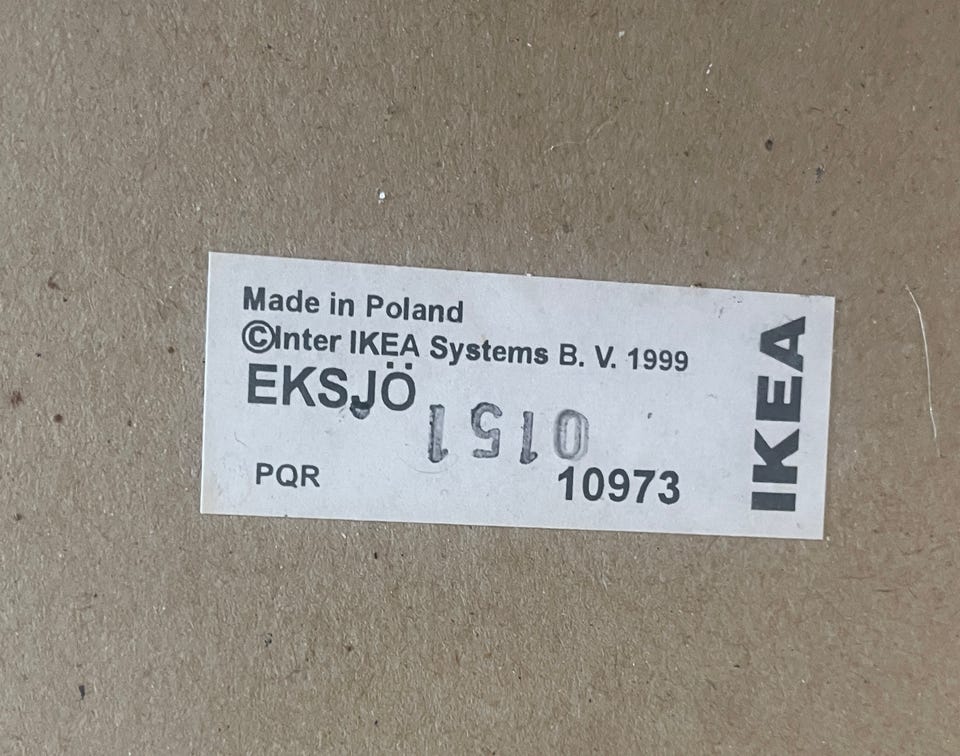 Made in Poland
©Inter IKEA Systems B. V. 1999
EKSJÖ
0151
PQR
10973
IKEA